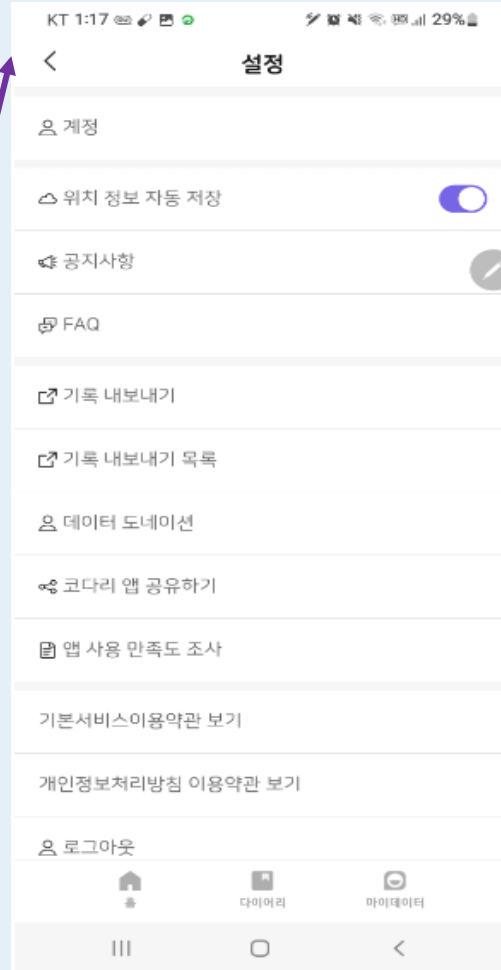 KT 1:17 29%
설정
계정
위치 정보 자동 저장
공지사항
FAQ
기록 내보내기
기록 내보내기 목록
데이터 도네이션
코다리 앱 공유하기
앱 사용 만족도 조사
기본서비스이용약관 보기
개인정보처리방침 이용약관 보기
로그아웃
홈 다이어리 마이데이터